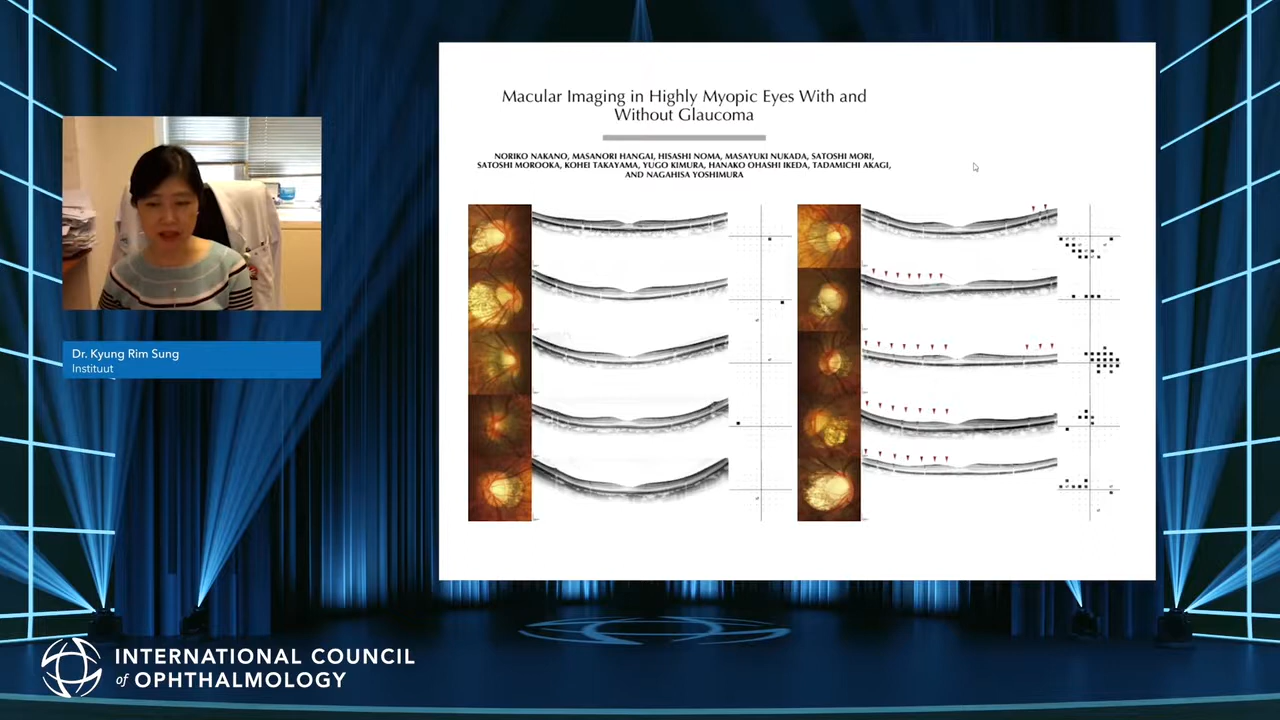 Macular Imaging in Highly Myopic Eyes With and
Without Glaucoma
NORIKO NAKANO, MASANORI HANGAI, HISASHI NOMA, MASAYUKI NUKADA, SATOSHI MORI,
SATOSHI MOROOKA, KOHEI TAKAYAMA, YUGO KIMURA, HANAKO OHASHI IKEDA, TADAMICHI AKAGI,
AND NAGAHISA YOSHIMURA
Dr. Kyung Rim Sung
Instituut
INTERNATIONAL COUNCIL
of OPHTHALMOLOGY